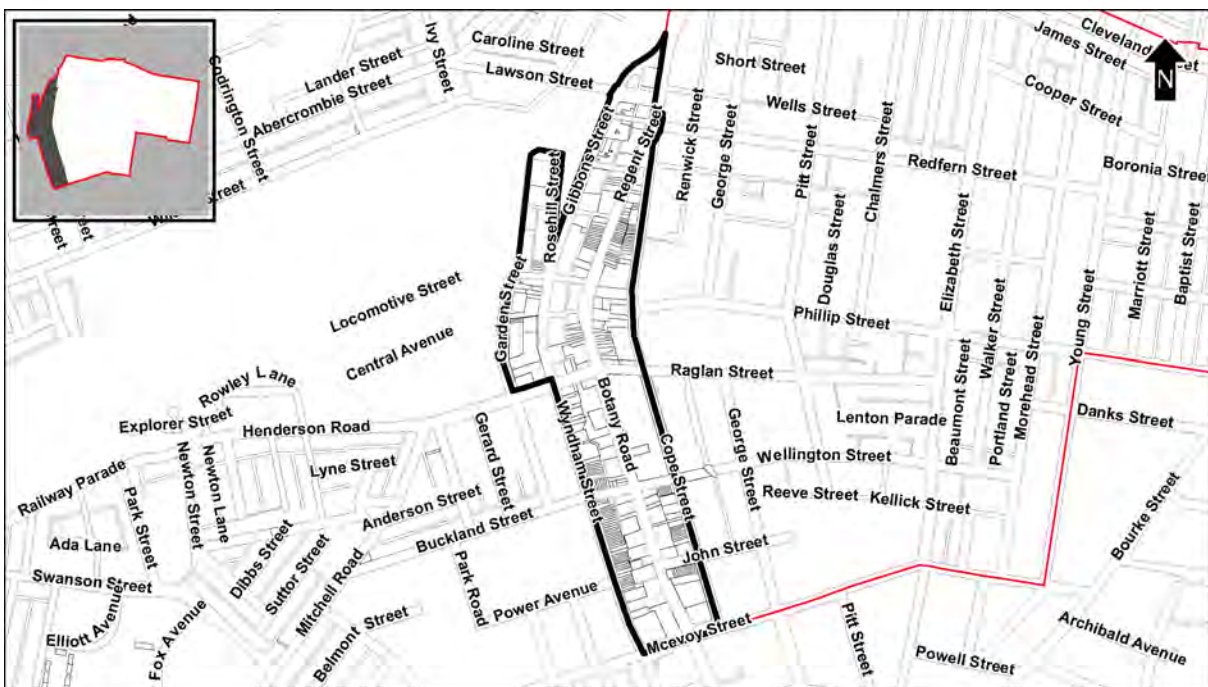 Ivy Street
Caroline Street
Lander Street
Lawson Street
Abercrombie Street
Codrington Street
Short Street
Wells Street
Cleveland Street
James Street
N
Cooper Street
Renwick Street
George Street
Pitt Street
Chalmers Street
Redfern Street
Boronia Street
Gibbons Street
Regent Street
Rosehill Street
Douglas Street
Elizabeth Street
Marriott Street
Baptist Street
Young Street
Walker Street
Garden Street
Locomotive Street
Central Avenue
Phillip Street
Raglan Street
Beaumont Street
Portland Street
Morehead Street
Lenton Parade
Danks Street
Rowley Lane
Explorer Street
Henderson Road
Gerard Street
Wyndham Street
Botany Road
Cope Street
George Street
Wellington Street
Railway Parade
Newton Street
Newton Lane
Lyne Street
Anderson Street
Buckland Street
Reeve Street
Kellick Street
Bourke Street
Park Street
Ada Lane
Dibbs Street
Suttor Street
Mitchell Road
Park Road
Power Avenue
John Street
Swanson Street
Elliott Avenue
Fox Avenue
Belmont Street
Mcevoy Street
Pitt Street
Powell Street
Archibald Avenue